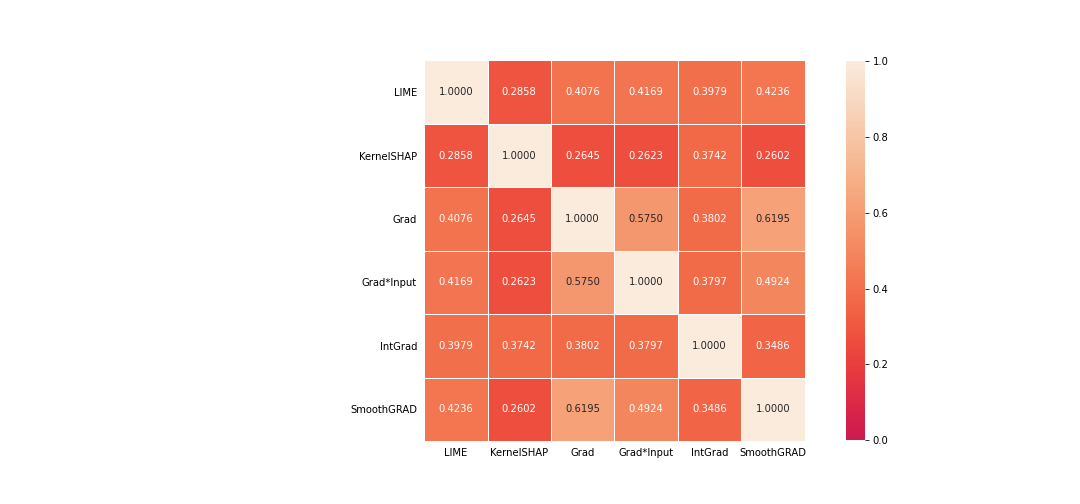 1.0
LIME 1.0000 0.2858 0.4076 0.4169 0.3979 0.4236
0.8
KernelSHAP 0.2858 1.0000 0.2645 0.2623 0.3742 0.2602
Grad 0.4076 0.2645 1.0000 0.5750 0.3802 0.6195
0.6
Grad*Input 0.4169 0.2623 0.5750 1.0000 0.3797 0.4924
0.4
IntGrad 0.3979 0.3742 0.3802 0.3797 1.0000 0.3486
0.2
SmoothGRAD 0.4236 0.2602 0.6195 0.4924 0.3486 1.0000
0.0
LIME KernelSHAP Grad Grad*Input IntGrad SmoothGRAD